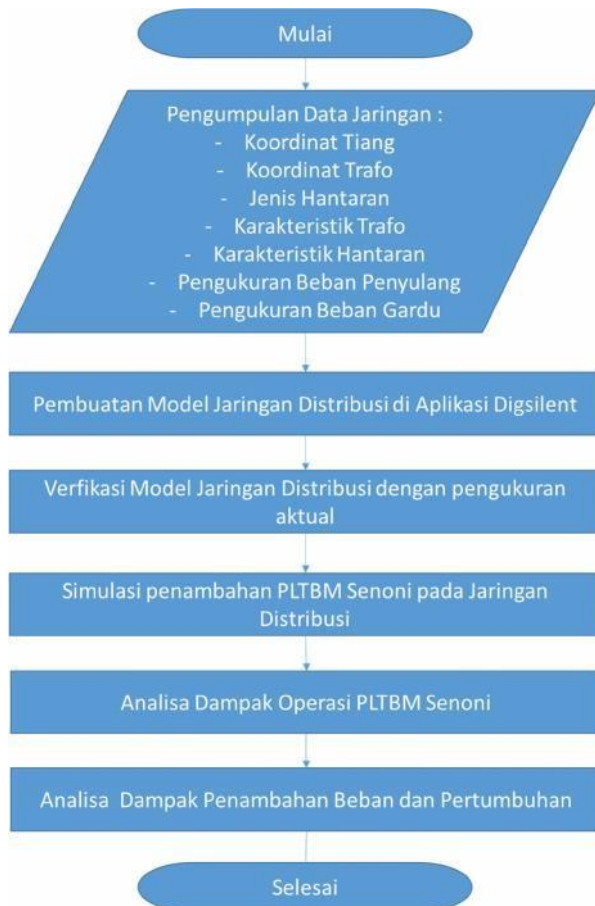 Mulai
Pengumpulan Data Jaringan :
- Koordinat Tiang
- Koordinat Trafo
- Jenis Hantaran
- Karakteristik Trafo
- Karakteristik Hantaran
- Pengukuran Beban Penyulang
- Pengukuran Beban Gardu
Pembuatan Model Jaringan Distribusi di Aplikasi Digsilent
Verfikasi Model Jaringan Distribusi dengan pengukuran
aktual
Simulasi penambahan PLTBM Senoni pada Jaringan
Distribusi
Analisa Dampak Operasi PLTBM Senoni
Analisa Dampak Penambahan Beban dan Pertumbuhan
Selesai